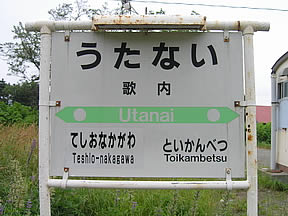 うたない
歌内
Utanai
てしおなかがわ といかんべつ
Teshio-nakagawa Toikambetsu